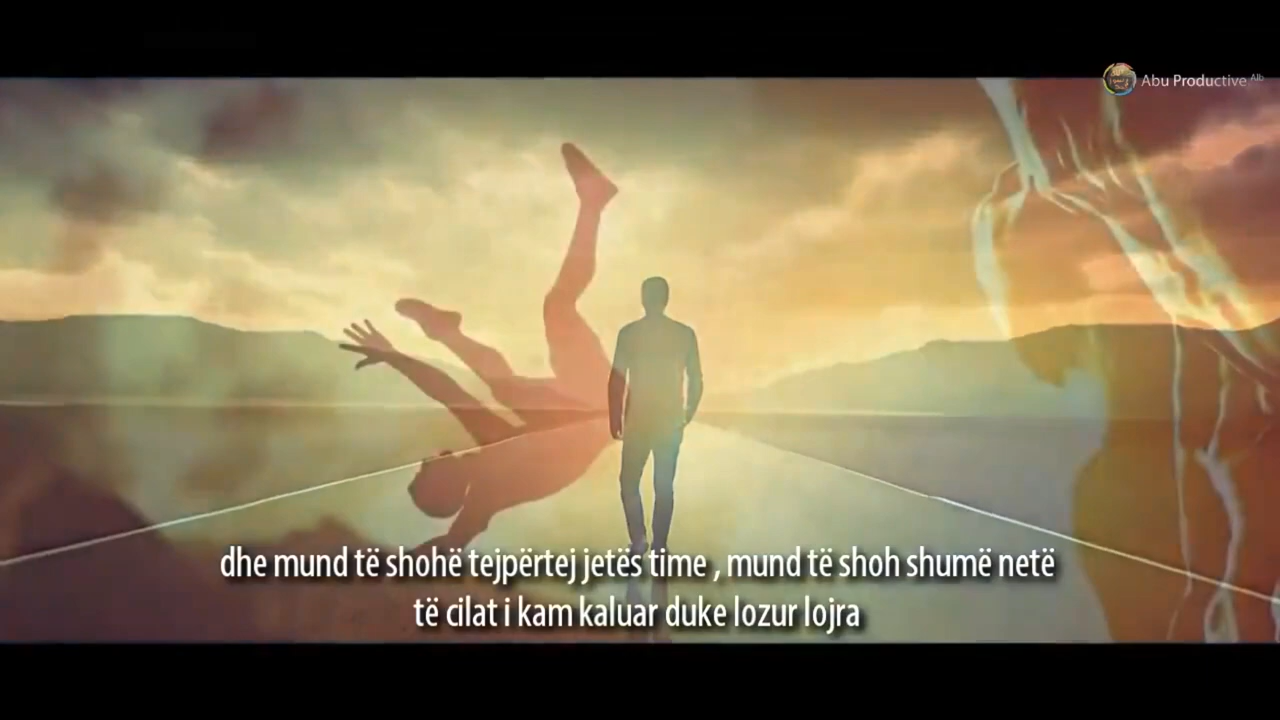 Abu Productive Alb
dhe mund të shohë tejpërtej jetës time , mund të shoh shumë netë
të cilat i kam kaluar duke lozur lojra